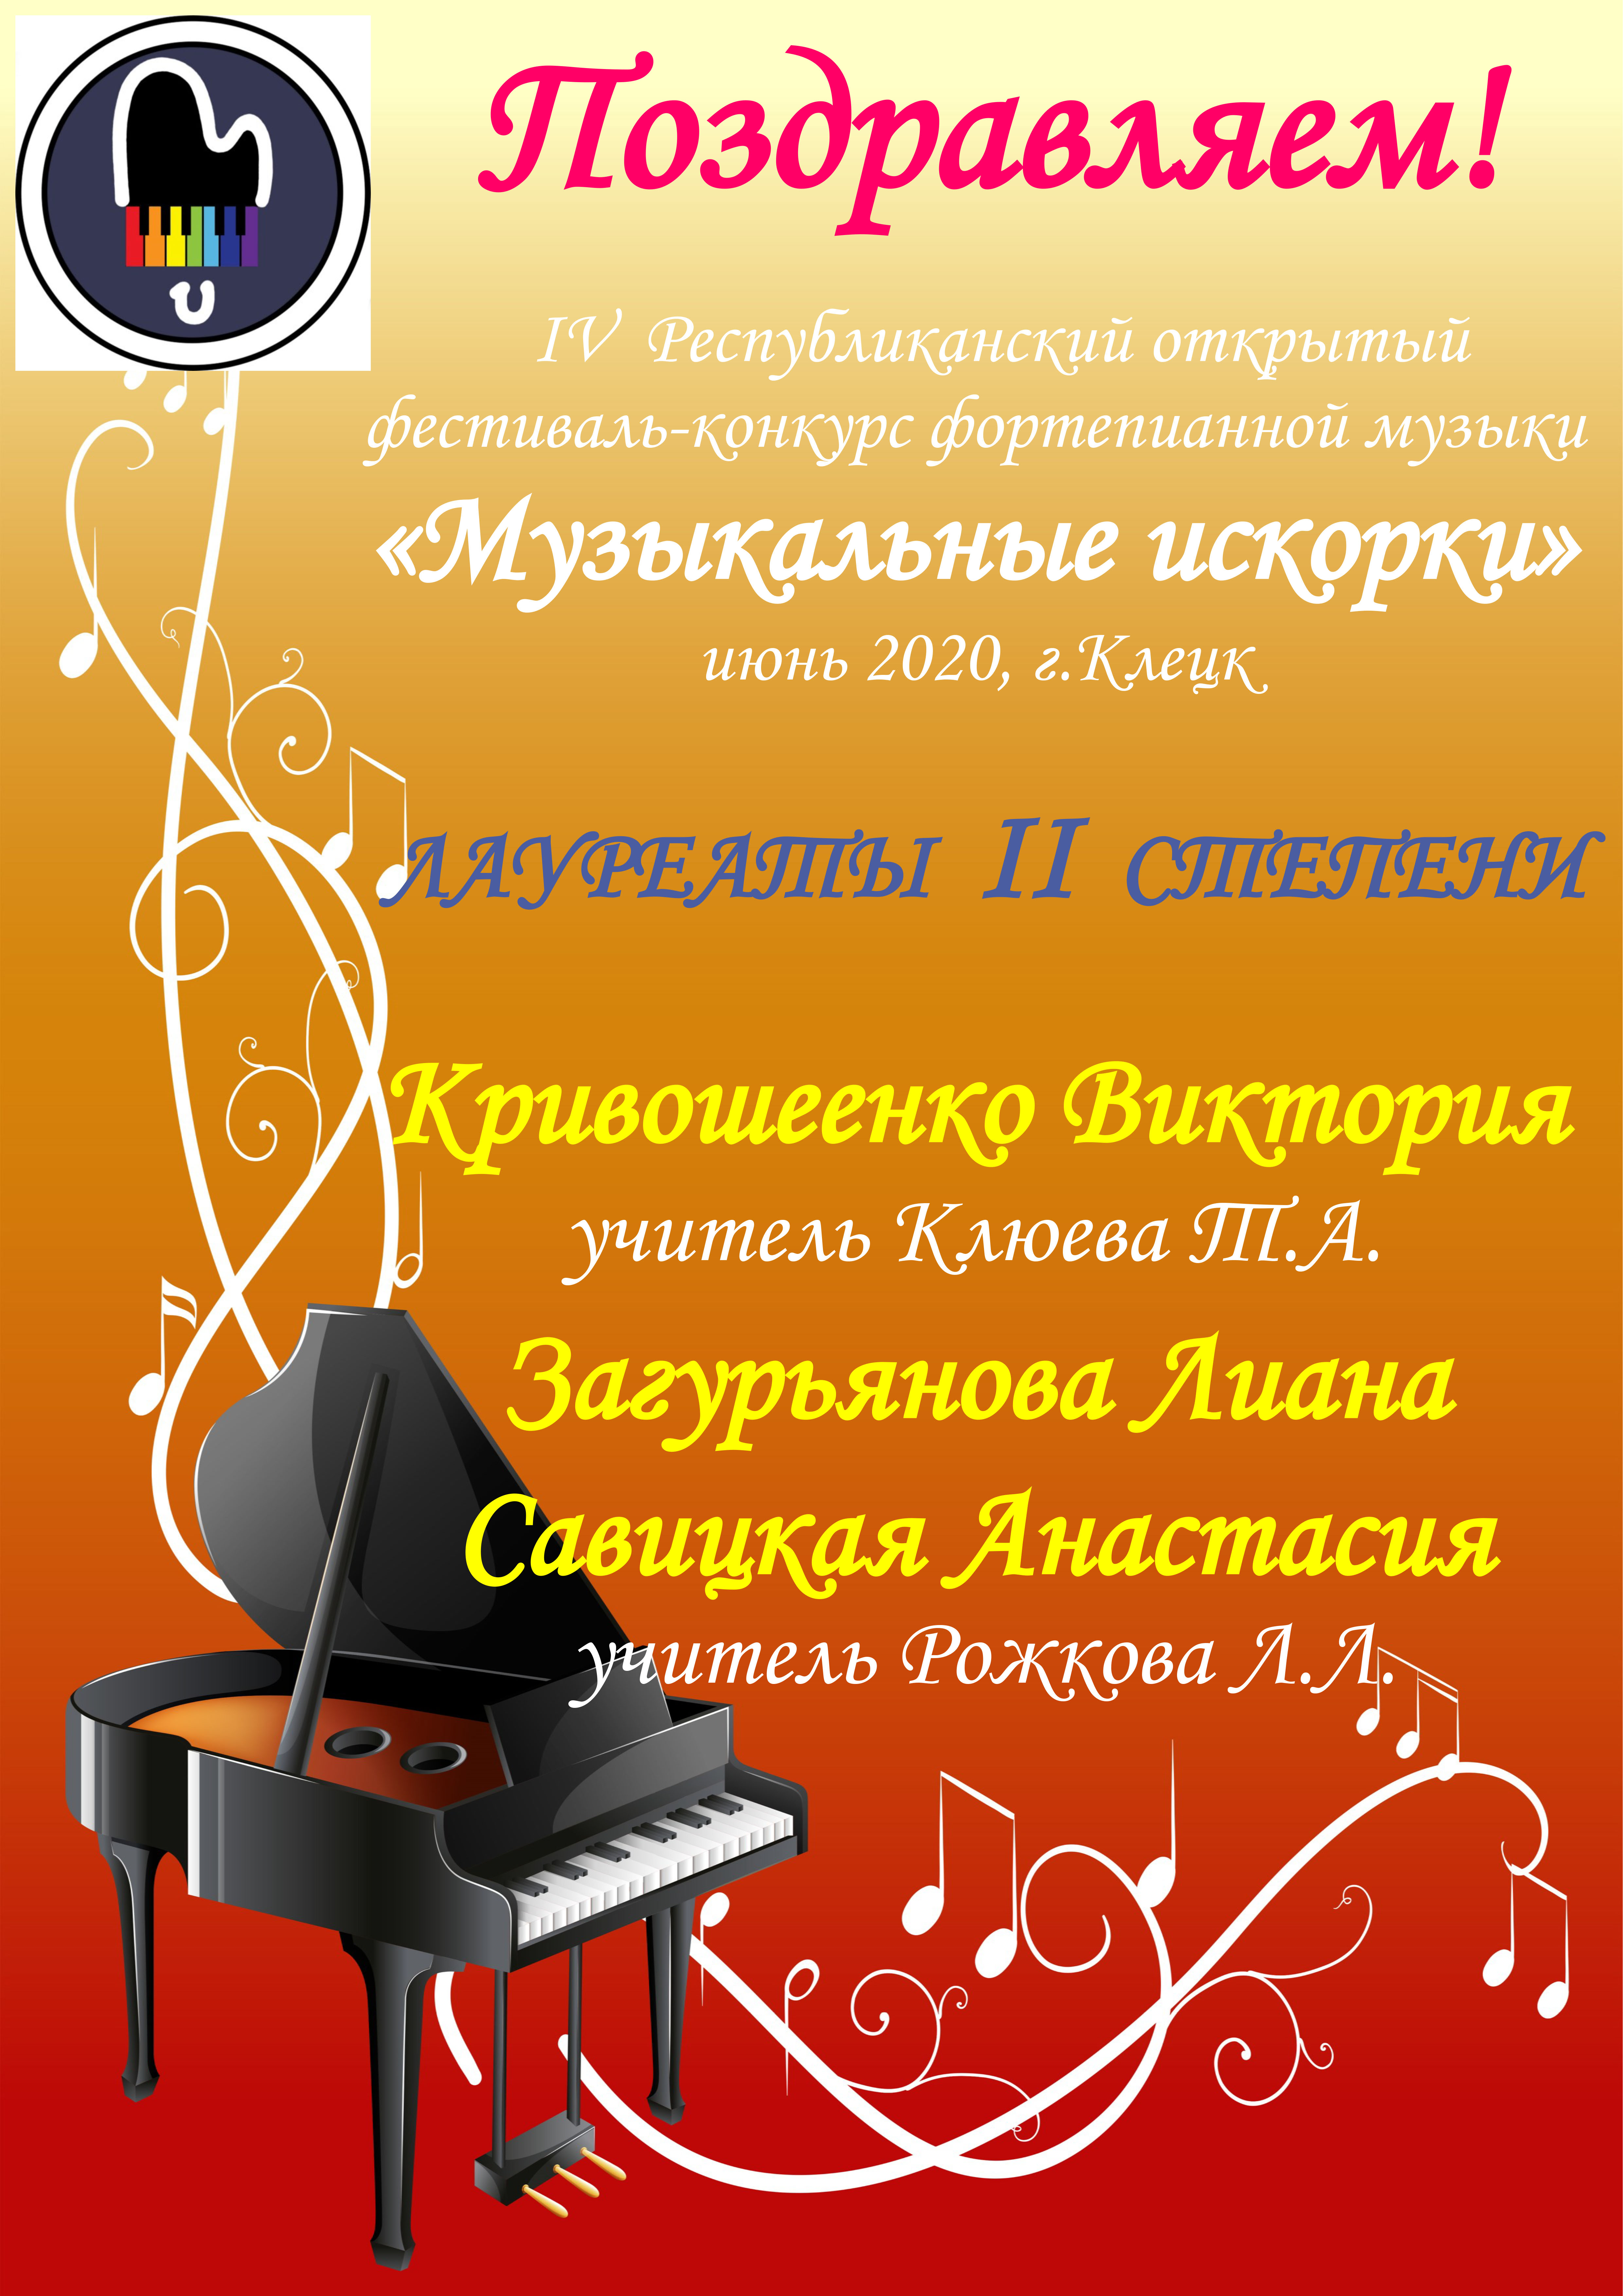 Поздравляем!
IV Республиканский открытый
фестиваль-конкурс фортепианной музыки
«Музыкальные искорки»
июнь 2020, г.Клецк
ЛАУРЕАТЫ II СТЕПЕНИ
Кривошеенко Виктория
учитель Клюева Т.А.
Загурьянова Лиана
Савицкая Анастасия
учитель Рожкова Л.Л.